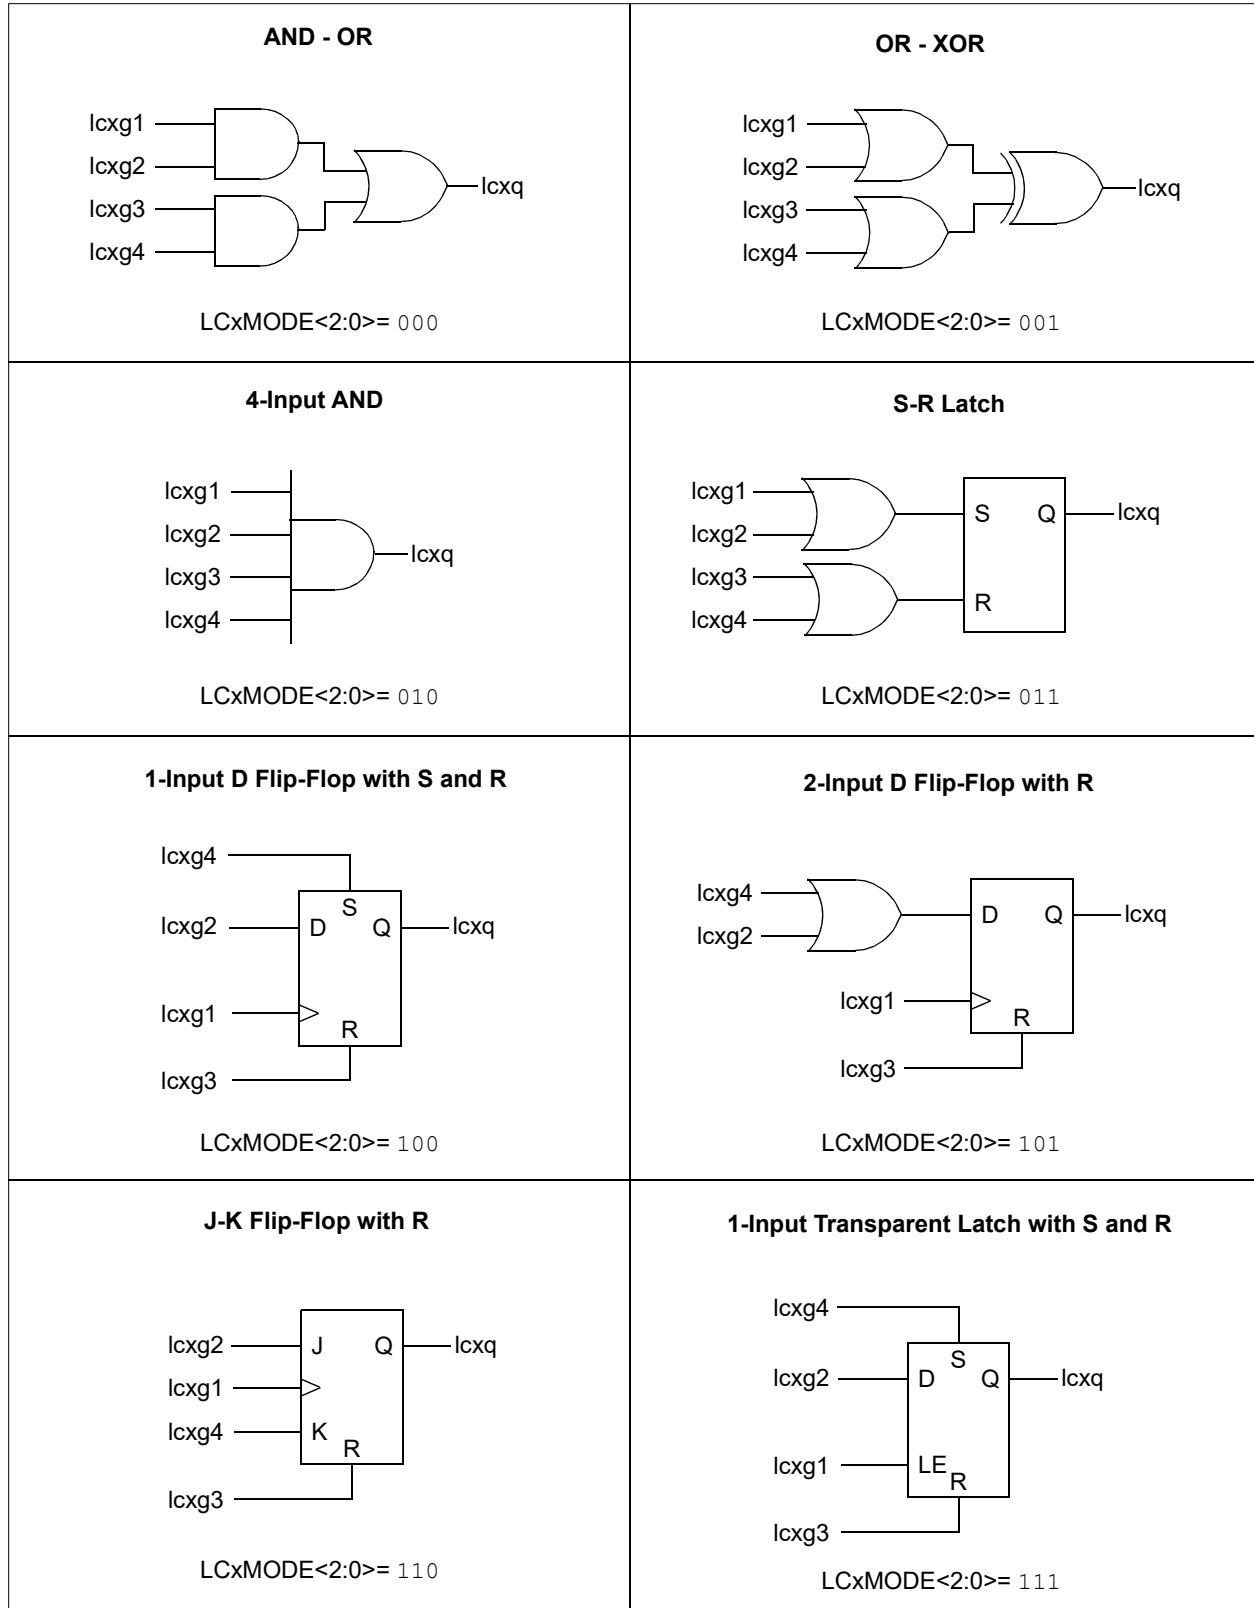 AND - OR
lcxg1
lcxg2
lcxg3
lcxg4
lcxq
LCxMODE<2:0>= 000
OR - XOR
lcxg1
lcxg2
lcxg3
lcxg4
lcxq
LCxMODE<2:0>= 001
4-Input AND
lcxg1
lcxg2
lcxg3
lcxg4
lcxq
LCxMODE<2:0>= 010
S-R Latch
lcxg1
lcxg2
lcxg3
lcxg4
S Q
R
lcxq
LCxMODE<2:0>= 011
1-Input D Flip-Flop with S and R
lcxg4
S
lcxg2 D Q lcxq
lcxg1
R
lcxg3
LCxMODE<2:0>= 100
2-Input D Flip-Flop with R
lcxg4
lcxg2
D Q lcxq
lcxg1
R
lcxg3
LCxMODE<2:0>= 101
J-K Flip-Flop with R
lcxg2 J Q lcxq
lcxg1
lcxg4 K
R
lcxg3
LCxMODE<2:0>= 110
1-Input Transparent Latch with S and R
lcxg4
S
lcxg2 D Q lcxq
lcxg1 LE
R
lcxg3
LCxMODE<2:0>= 111